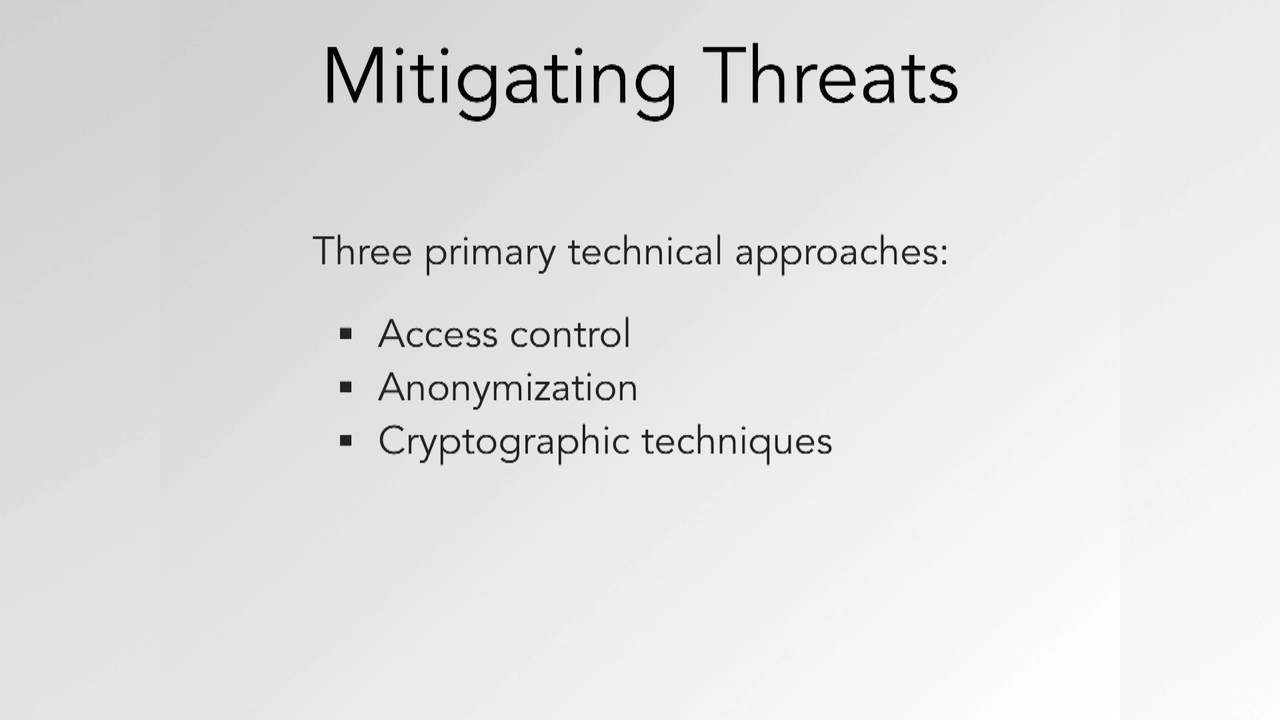 Mitigating Threats
Three primary technical approaches:
▪ Access control
▪ Anonymization
▪ Cryptographic techniques